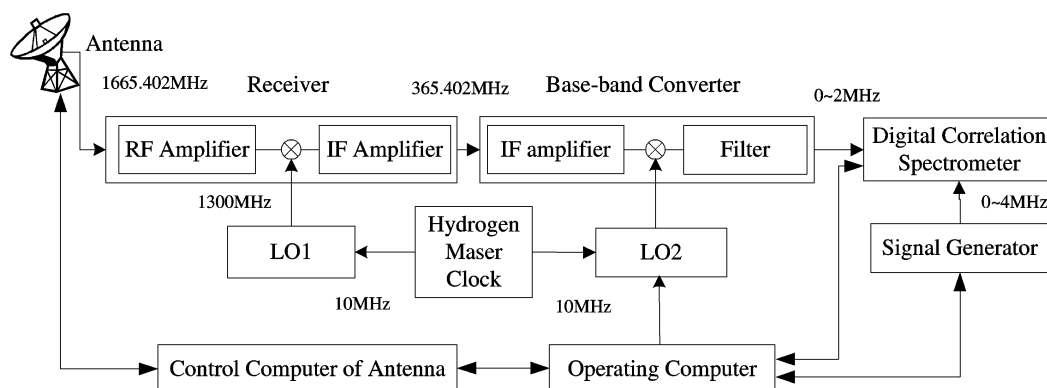 Antenna
1665.402MHz
Receiver
365.402MHz
Base-band Converter
0~2MHz
RF Amplifier
IF Amplifier
IF amplifier
Filter
Digital Correlation
Spectrometer
1300MHz
0~4MHz
LO1
Hydrogen
Maser
Clock
LO2
Signal Generator
10MHz
10MHz
Control Computer of Antenna
Operating Computer